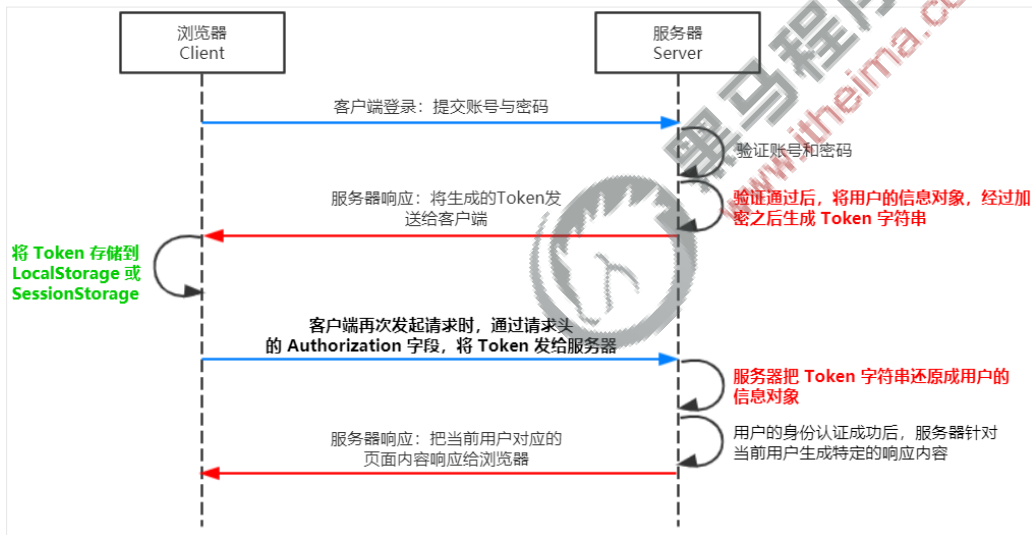 浏览器
Client
服务器
Server
客户端登录：提交账号与密码
验证账号和密码
验证通过后，将用户的信息对象，经过加
密之后生成 Token 字符串
服务器响应：将生成的Token发
送给客户端
将 Token 存储到
LocalStorage 或
SessionStorage
客户端再次发起请求时，通过请求头
的 Authorization 字段，将 Token 发给服务器
服务器把 Token 字符串还原成用户的
信息对象
用户的身份认证成功后，服务器针对
当前用户生成特定的响应内容
服务器响应：把当前用户对应的
页面内容响应给浏览器
黑马程序
www.itheima.co